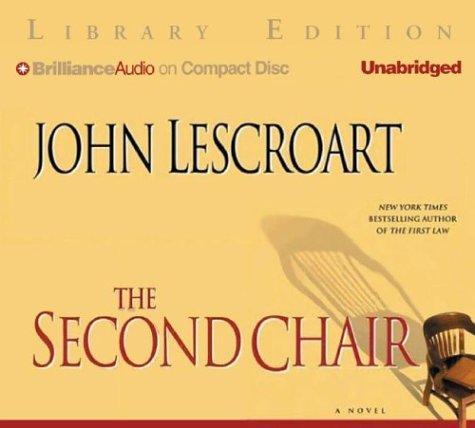 LIBRARY EDITION
BrillianceAudio on Compact Disc Unabridged
JOHN LESCROART
NEW YORK TIMES
BESTSELLING AUTHOR
OF THE FIRST LAW
THE
SECOND CHAIR
A NOVEL